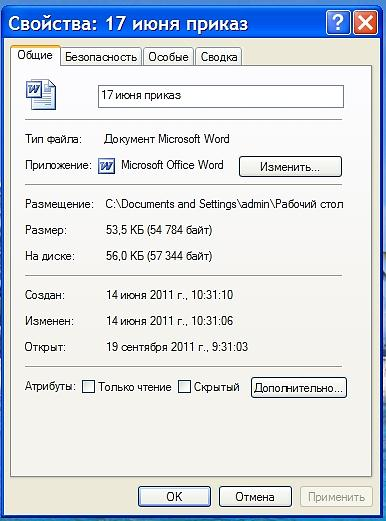 Свойства: 17 июня приказ
Общие Безопасность Особые Сводка
17 июня приказ
Тип файла: Документ Microsoft Word
Приложение: Microsoft Office Word Изменить...
Размещение: C:\Documents and Settings\admin\Рабочий стол
Размер: 53,5 КБ (54 784 байт)
На диске: 56,0 КБ (57 344 байт)
Создан: 14 июня 2011 г., 10:31:10
Изменен: 14 июня 2011 г., 10:31:06
Открыт: 19 сентября 2011 г., 9:31:03
Атрибуты: Только чтение Скрытый Дополнительно...
OK Отмена Применить